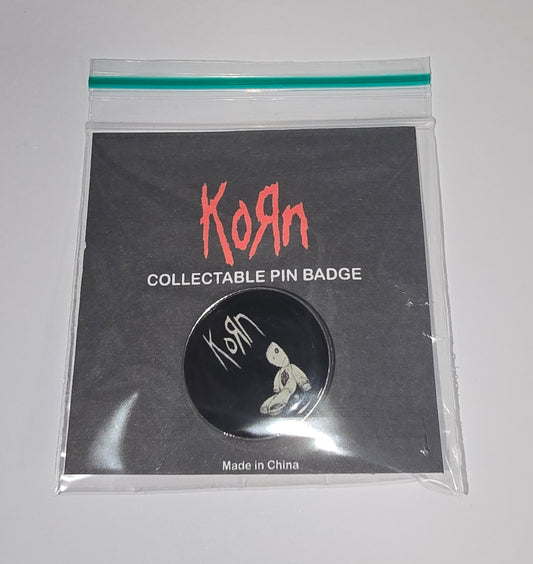 KoЯn
COLLECTABLE PIN BADGE
KoЯn
Made in China